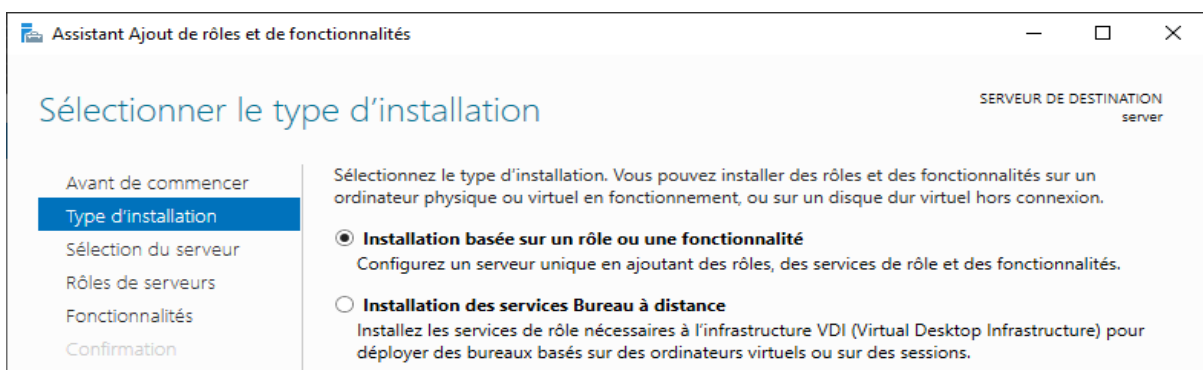 Assistant Ajout de rôles et de fonctionnalités
Sélectionner le type d’installation
SERVEUR DE DESTINATION
server
Avant de commencer
Type d’installation
Sélection du serveur
Rôles de serveurs
Fonctionnalités
Confirmation
Sélectionnez le type d’installation. Vous pouvez installer des rôles et des fonctionnalités sur un
ordinateur physique ou virtuel en fonctionnement, ou sur un disque dur virtuel hors connexion.
Installation basée sur un rôle ou une fonctionnalité
Configurez un serveur unique en ajoutant des rôles, des services de rôle et des fonctionnalités.
Installation des services Bureau à distance
Installez les services de rôle nécessaires à l’infrastructure VDI (Virtual Desktop Infrastructure) pour
déployer des bureaux basés sur des ordinateurs virtuels ou sur des sessions.